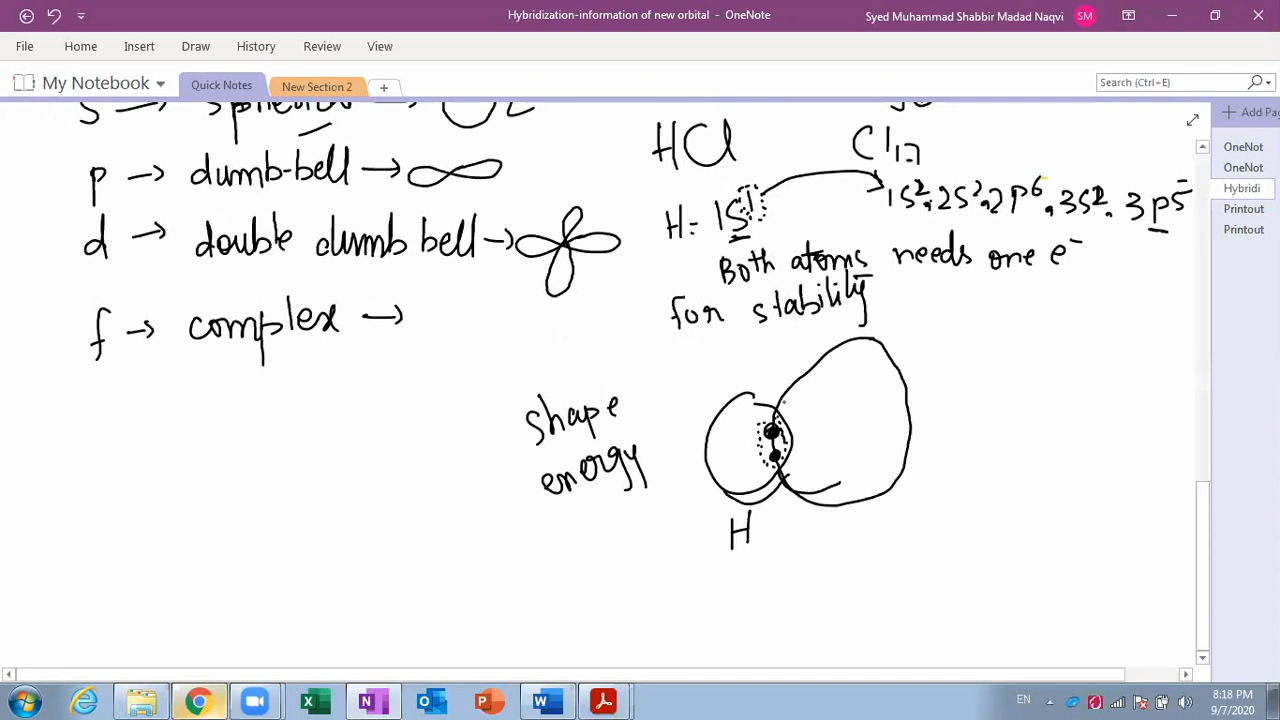 Hybridization-information of new orbital - OneNote
Syed Muhammad Shabbir Madad Naqvi SM
File Home Insert Draw History Review View
My Notebook Quick Notes New Section 2
Search (Ctrl+E)
Add Pag
OneNot
OneNot
Hybridi
Printout
Printout
s → spherical →
p → dumb-bell →
d → double dumb bell →
f → complex →
HCl Cl17
H = 1S1 1S2.2S2.2P6.3S2.3P5
Both atoms needs one e-
for stability
shape
energy
H
EN 8:18 PM
9/7/2020